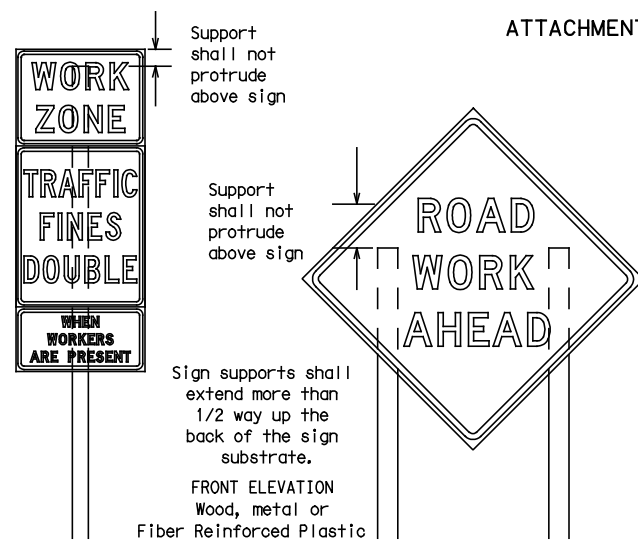 ATTACHMENT
Support
shall not
protrude
above sign
WORK
ZONE
TRAFFIC
FINES
DOUBLE
WHEN
WORKERS
ARE PRESENT
Support
shall not
protrude
above sign
ROAD
WORK
AHEAD
Sign supports shall
extend more than
1/2 way up the
back of the sign
substrate.
FRONT ELEVATION
Wood, metal or
Fiber Reinforced Plastic